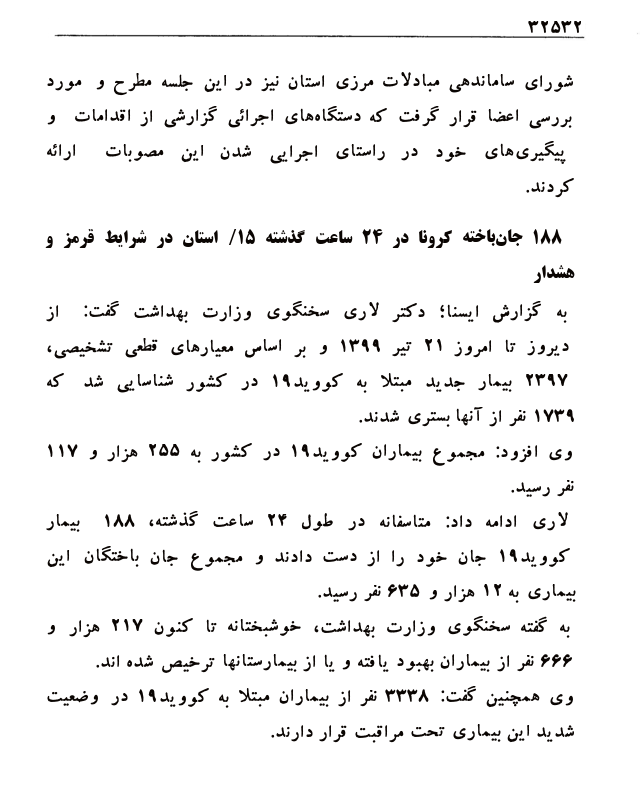 ۳۲۵۳۲
شورای ساماندهی مبادلات مرزی استان نیز در این جلسه مطرح و مورد
بررسی اعضا قرار گرفت که دستگاه‌های اجرائی گزارشی از اقدامات و
پیگیری‌های خود در راستای اجرایی شدن این مصوبات ارائه
کردند.
۱۸۸ جان‌باخته کرونا در ۲۴ ساعت گذشته ۱۵/ استان در شرایط قرمز و
هشدار
به گزارش ایسنا؛ دکتر لاری سخنگوی وزارت بهداشت گفت: از
دیروز تا امروز ۲۱ تیر ۱۳۹۹ و بر اساس معیارهای قطعی تشخیصی،
۲۳۹۷ بیمار جدید مبتلا به کووید۱۹ در کشور شناسایی شد که
۱۷۳۹ نفر از آنها بستری شدند.
وی افزود: مجموع بیماران کووید۱۹ در کشور به ۲۵۵ هزار و ۱۱۷
نفر رسید.
لاری ادامه داد: متاسفانه در طول ۲۴ ساعت گذشته، ۱۸۸ بیمار
کووید۱۹ جان خود را از دست دادند و مجموع جان باختگان این
بیماری به ۱۲ هزار و ۶۳۵ نفر رسید.
به گفته سخنگوی وزارت بهداشت، خوشبختانه تا کنون ۲۱۷ هزار و
۶۶۶ نفر از بیماران بهبود یافته و یا از بیمارستانها ترخیص شده اند.
وی همچنین گفت: ۳۳۳۸ نفر از بیماران مبتلا به کووید۱۹ در وضعیت
شدید این بیماری تحت مراقبت قرار دارند.